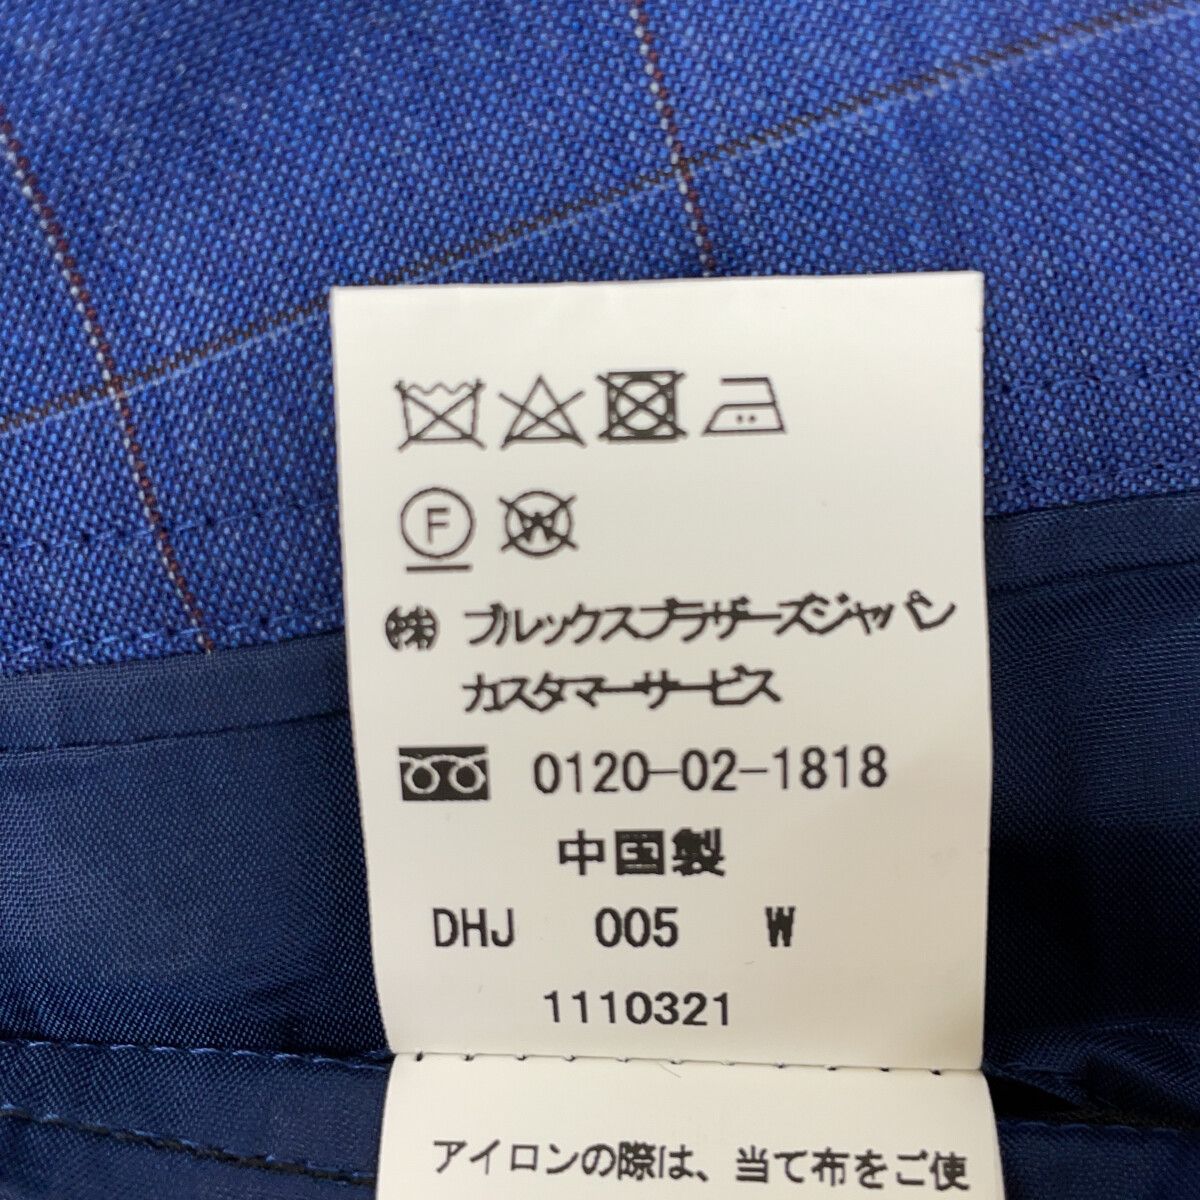 F W
㈱ ブルックスブラザーズジャパン
カスタマーサービス
0120-02-1818
中国製
DHJ 005 W
1110321
アイロンの際は、当て布をご使